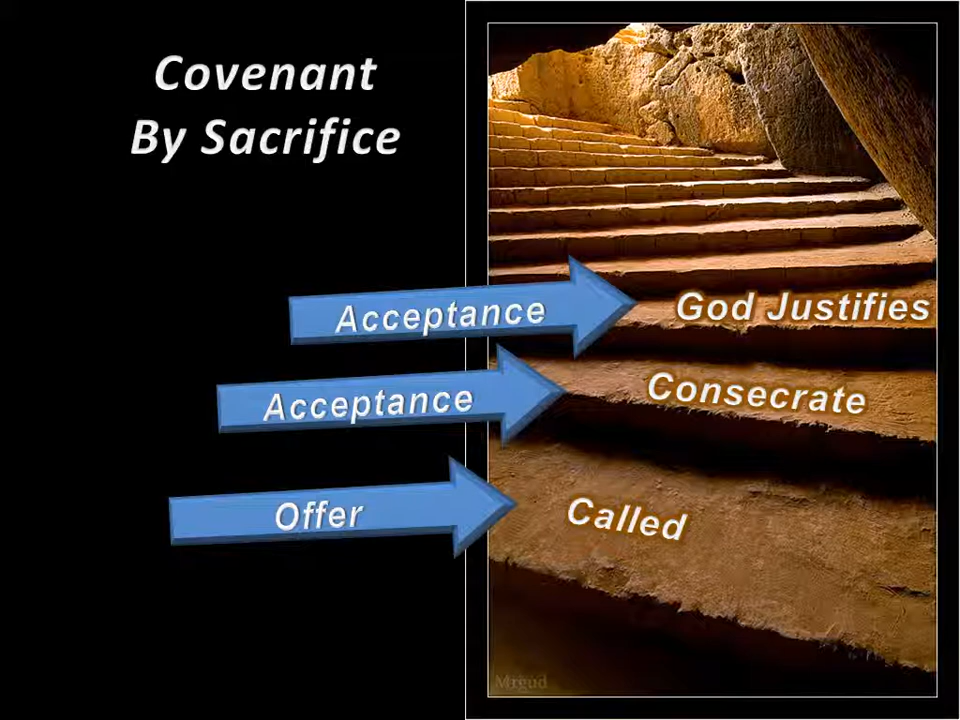 Covenant
By Sacrifice
Acceptance
God Justifies
Acceptance
Consecrate
Offer
Called